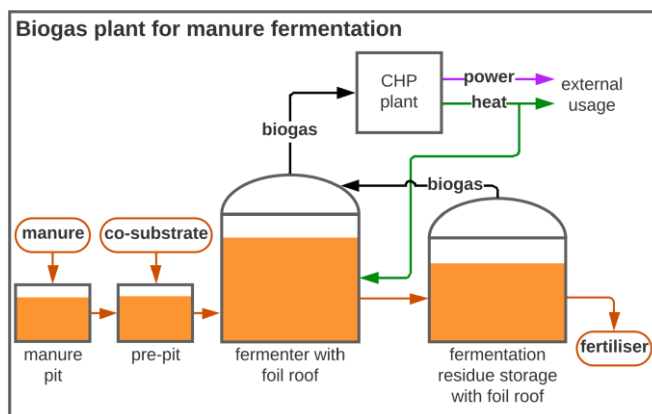 Biogas plant for manure fermentation
CHP
plant
power
heat
external
usage
biogas
biogas
manure
co-substrate
manure
pit
pre-pit
fermenter with
foil roof
fermentation
residue storage
with foil roof
fertiliser